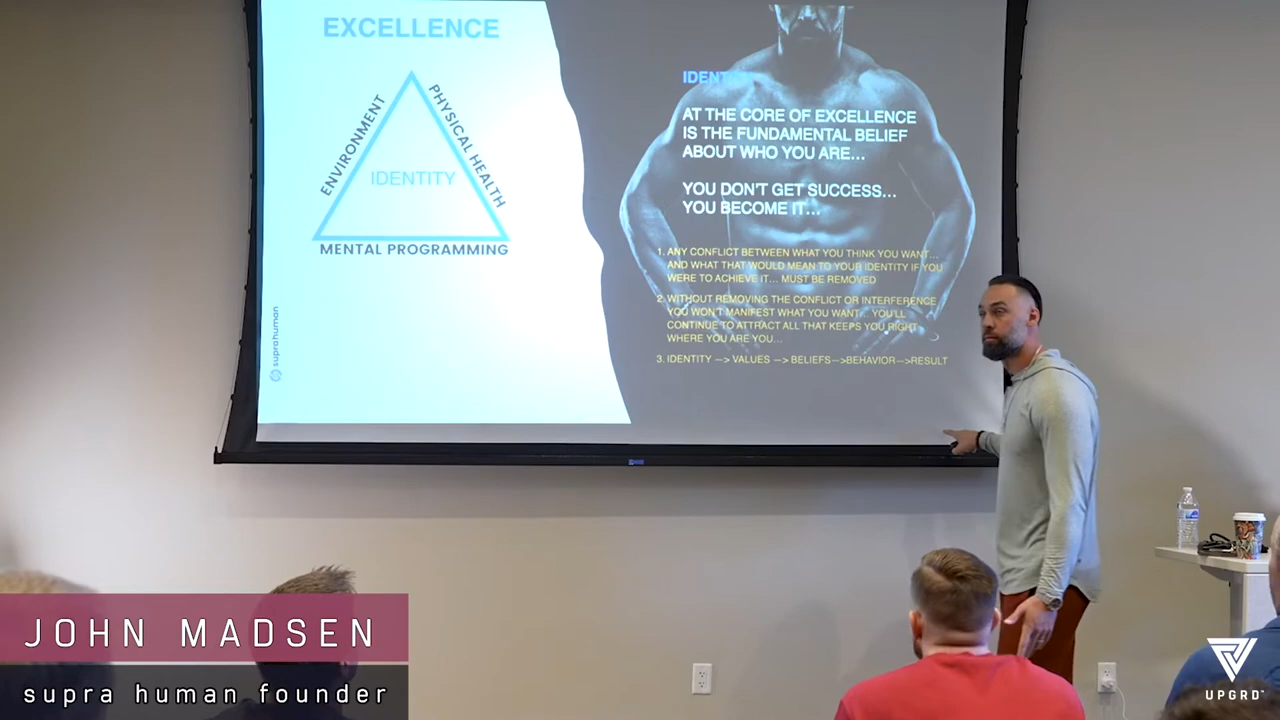 EXCELLENCE
ENVIRONMENT
PHYSICAL HEALTH
IDENTITY
MENTAL PROGRAMMING
suprahuman
IDENTITY
AT THE CORE OF EXCELLENCE
IS THE FUNDAMENTAL BELIEF
ABOUT WHO YOU ARE...
YOU DON'T GET SUCCESS...
YOU BECOME IT...
1. ANY CONFLICT BETWEEN WHAT YOU THINK YOU WANT...
AND WHAT THAT WOULD MEAN TO YOUR IDENTITY IF YOU
WERE TO ACHIEVE IT... MUST BE REMOVED
2. WITHOUT REMOVING THE CONFLICT OR INTERFERENCE
YOU WON'T MANIFEST WHAT YOU WANT... YOU'LL
CONTINUE TO ATTRACT ALL THAT KEEPS YOU RIGHT
WHERE YOU ARE YOU...
3. IDENTITY —> VALUES —> BELIEFS—>BEHAVIOR—>RESULT
JOHN MADSEN
supra human founder
UPGRD™